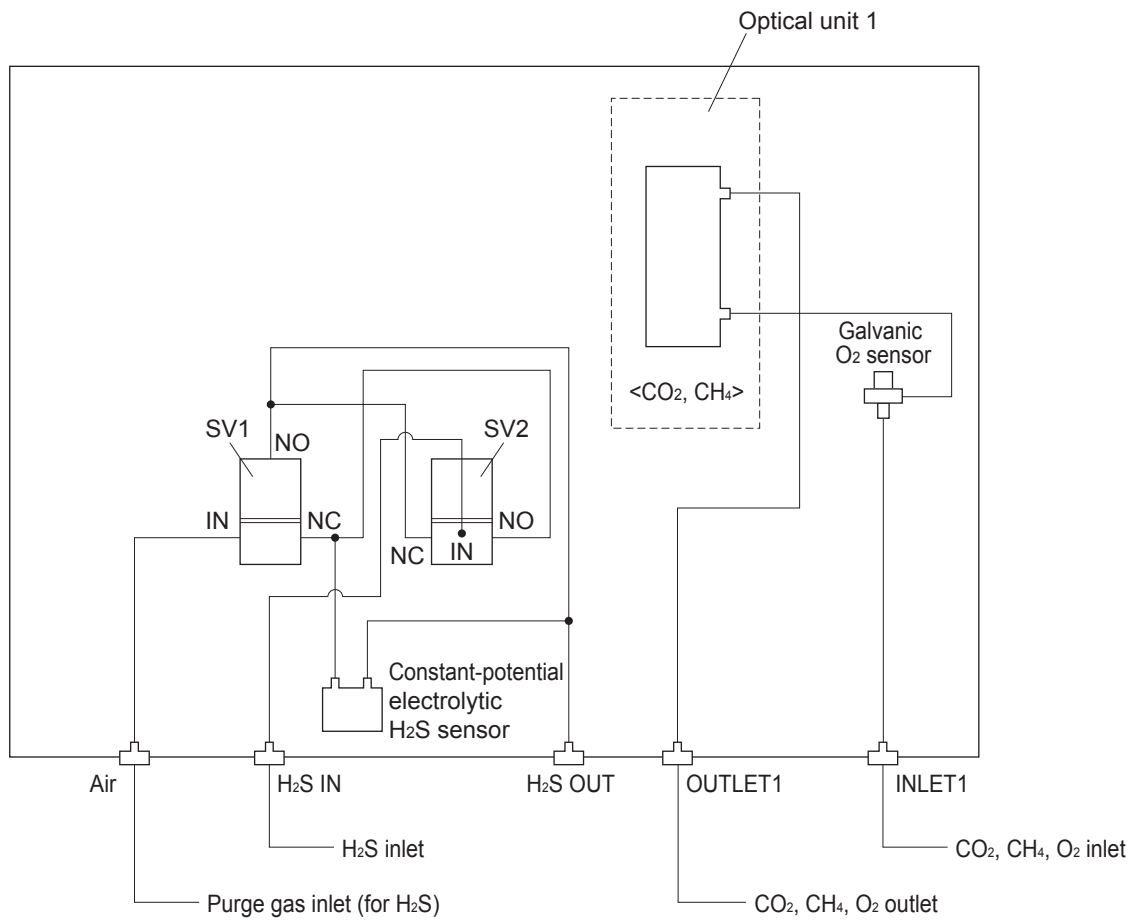 Optical unit 1
Galvanic
O2 sensor
<CO2, CH4>
SV1
NO
SV2
IN
NC
NO
NC
IN
Constant-potential
electrolytic
H2S sensor
Air
H2S IN
H2S OUT
OUTLET1
INLET1
H2S inlet
CO2, CH4, O2 inlet
Purge gas inlet (for H2S)
CO2, CH4, O2 outlet